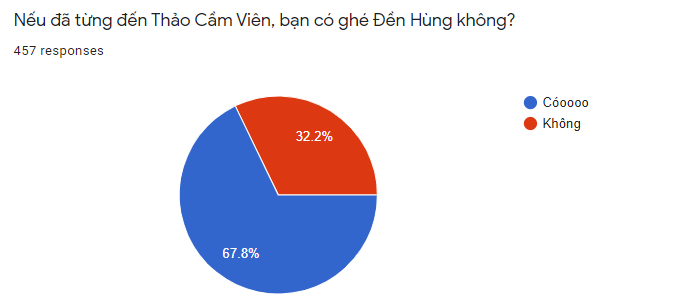 Nếu đã từng đến Thảo Cầm Viên, bạn có ghé Đền Hùng không?
457 responses
Cóoooo
Không
32.2%
67.8%